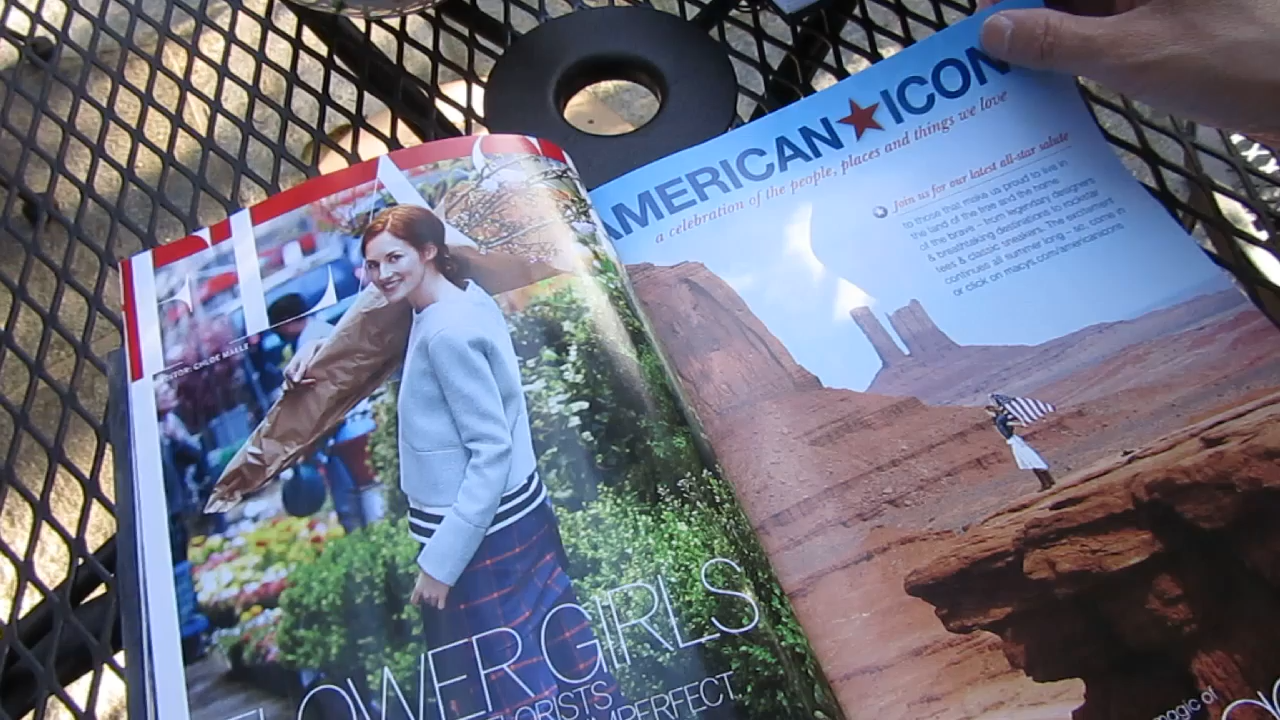 FLA
EDITOR: CHLOE MALLE
FLOWER GIRLS
FLORISTS
IMPERFECT
AMERICAN ★ ICON
a celebration of the people, places and things we love
Join us for our latest all-star salute
to those that make us proud to live in
the land of the free and the home
of the brave – from legendary designers
& breathtaking destinations to rockstar
tees & classic sneakers. The excitement
continues all summer long – so, come in
or click on macys.com/americanicons
magic of